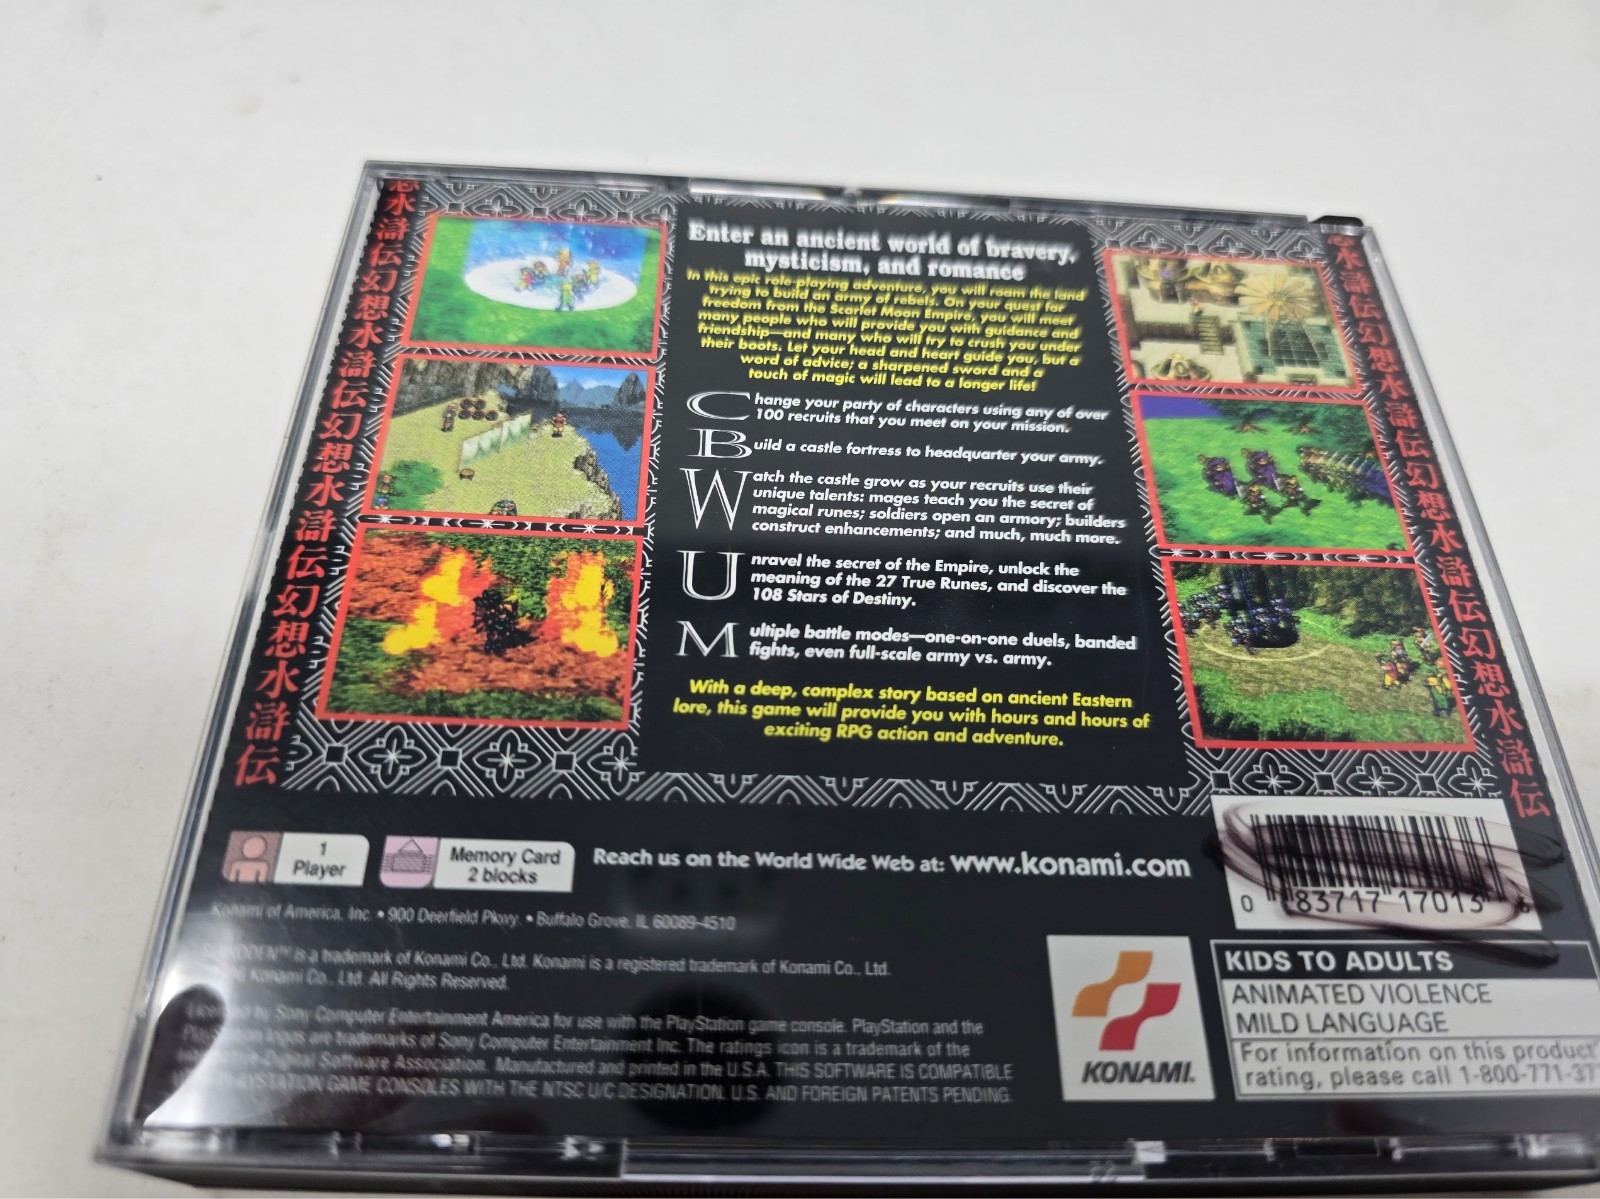 幻想水滸伝幻想水滸伝幻想水滸伝幻想水滸伝
Enter an ancient world of bravery,
mysticism, and romance
In this epic role-playing adventure, you will roam the land
trying to build an army of rebels. On your quest for
freedom from the Scarlet Moon Empire, you will meet
many people who will provide you with guidance and
friendship—and many who will try to crush you under
their boots. Let your head and heart guide you, but a
word of advice; a sharpened sword and a
touch of magic will lead to a longer life!
Change your party of characters using any of over
100 recruits that you meet on your mission.
Build a castle fortress to headquarter your army.
Watch the castle grow as your recruits use their
unique talents: mages teach you the secret of
magical runes; soldiers open an armory; builders
construct enhancements; and much, much more.
Unravel the secret of the Empire, unlock the
meaning of the 27 True Runes, and discover the
108 Stars of Destiny.
Multiple battle modes—one-on-one duels, banded
fights, even full-scale army vs. army.
With a deep, complex story based on ancient Eastern
lore, this game will provide you with hours and hours of
exciting RPG action and adventure.
水滸伝幻想水滸伝幻想水滸伝幻想水滸伝
1
Player
Memory Card
2 blocks
Reach us on the World Wide Web at: www.konami.com
0 83717 17013 6
Konami of America, Inc. • 900 Deerfield Pkwy. • Buffalo Grove, IL 60089-4510
is a trademark of Konami Co., Ltd. Konami is a registered trademark of Konami Co., Ltd.
Konami Co., Ltd. All Rights Reserved.
Licensed by Sony Computer Entertainment America for use with the PlayStation game console. PlayStation and the
PlayStation logos are trademarks of Sony Computer Entertainment Inc. The ratings icon is a trademark of the
Digital Software Association. Manufactured and printed in the U.S.A. THIS SOFTWARE IS COMPATIBLE
PLAYSTATION GAME CONSOLES WITH THE NTSC U/C DESIGNATION. U.S. AND FOREIGN PATENTS PENDING.
KONAMI
KIDS TO ADULTS
ANIMATED VIOLENCE
MILD LANGUAGE
For information on this product
rating, please call 1-800-771-37